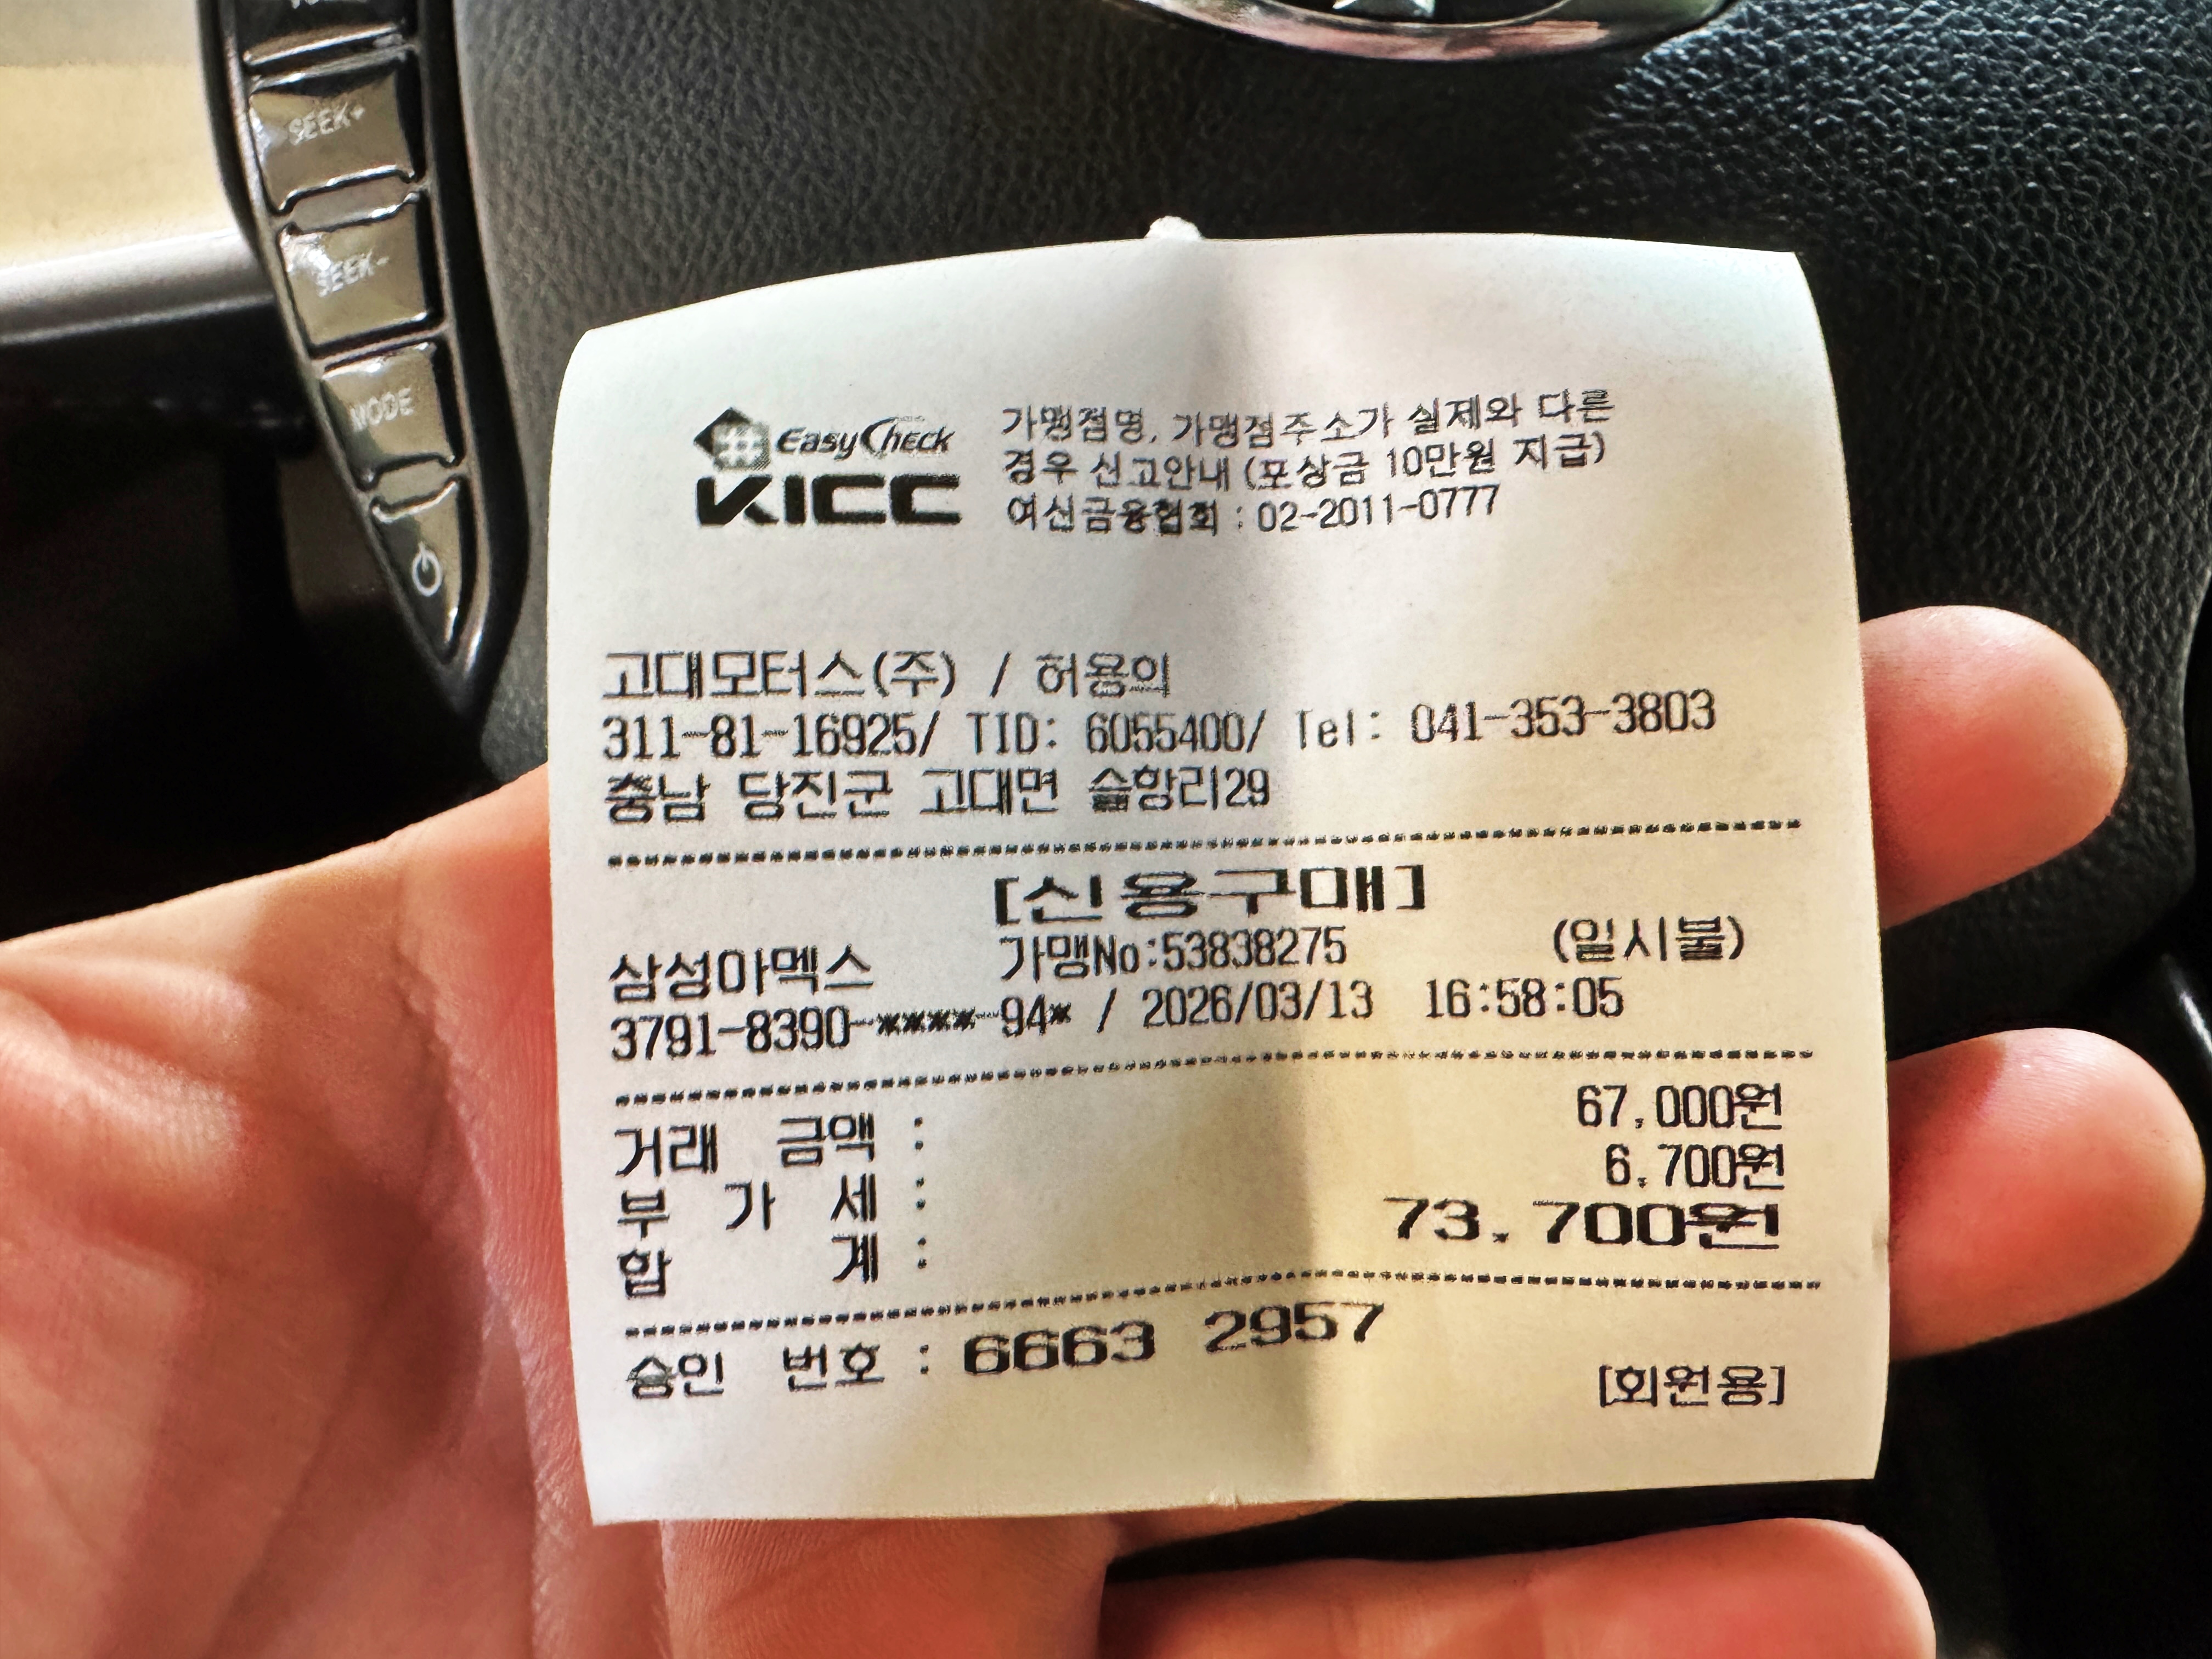 SEEK+
SEEK-
MODE
EasyCheck
KICC
가맹점명, 가맹점주소가 실제와 다른
경우 신고안내 (포상금 10만원 지급)
여신금융협회 : 02-2011-0777
고대모터스(주) / 허용의
311-81-16925/ TID: 6055400/ Tel: 041-353-3803
충남 당진군 고대면 슬항리29
[신용구매]
삼성아멕스 가맹No:53838275 (일시불)
3791-8390-****-94* / 2026/03/13 16:58:05
거래 금액 : 67,000원
부 가 세 : 6,700원
합 계 : 73,700원
승인 번호 : 6663 2957
[회원용]